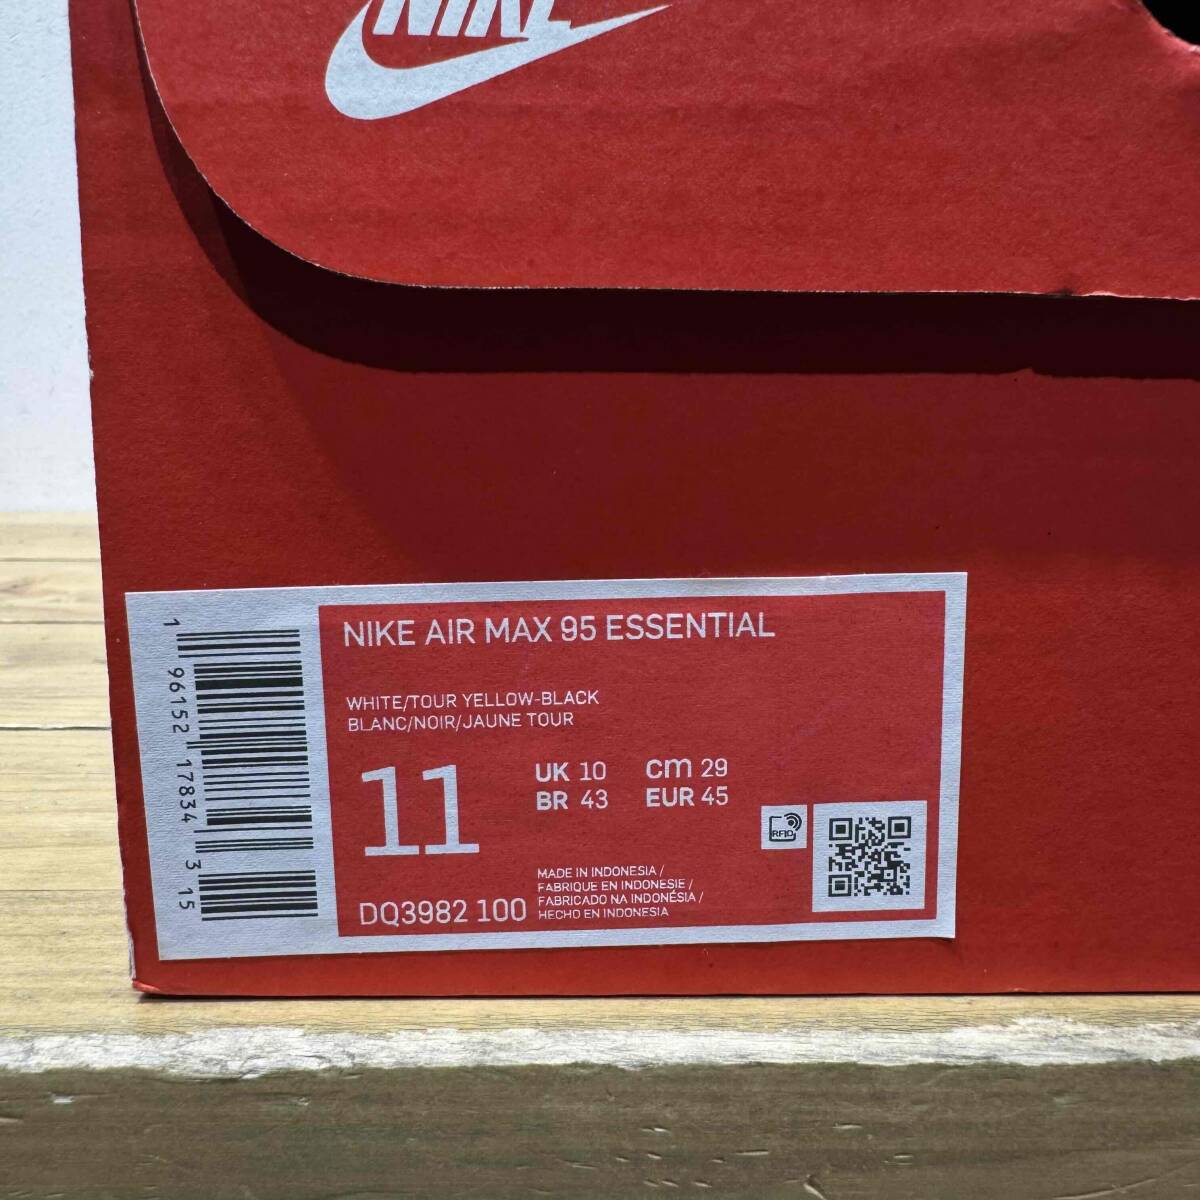 NIKE
NIKE AIR MAX 95 ESSENTIAL
WHITE/TOUR YELLOW-BLACK
BLANC/NOIR/JAUNE TOUR
11
UK 10 cm 29
BR 43 EUR 45
RFID
DQ3982 100
MADE IN INDONESIA /
FABRIQUE EN INDONESIE /
FABRICADO NA INDONÉSIA /
HECHO EN INDONESIA
1 96152 17834 3 15